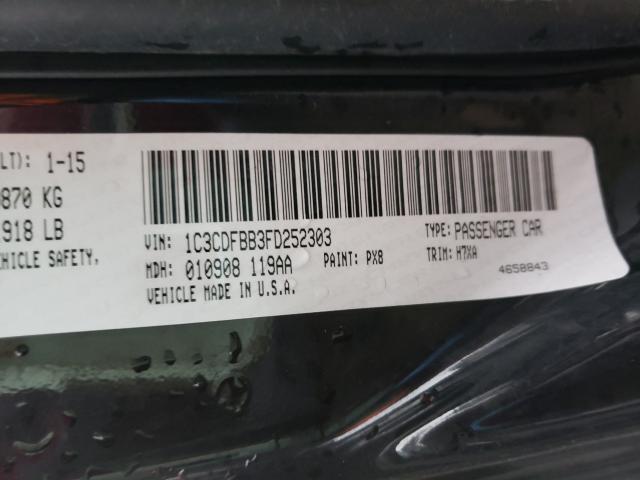 LT): 1-15
870 KG
918 LB
EHICLE SAFETY,
VIN: 1C3CDFBB3FD252303
TYPE: PASSENGER CAR
MDH: 010908 119AA
PAINT: PX8
TRIM: H7XA
VEHICLE MADE IN U.S.A.
4658843